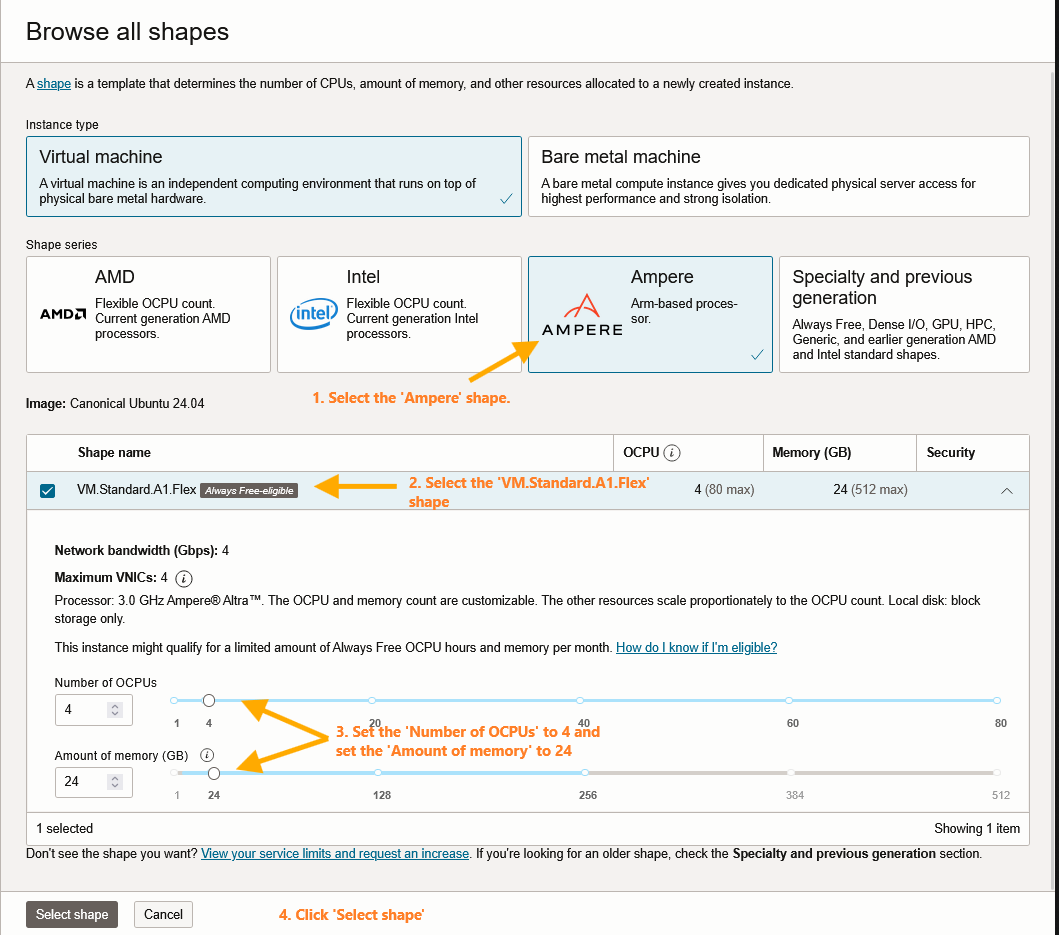 Browse all shapes
A shape is a template that determines the number of CPUs, amount of memory, and other resources allocated to a newly created instance.
Instance type
Virtual machine
A virtual machine is an independent computing environment that runs on top of
physical bare metal hardware.
Bare metal machine
A bare metal compute instance gives you dedicated physical server access for
highest performance and strong isolation.
Shape series
AMD
AMD
Flexible OCPU count.
Current generation AMD
processors.
intel
Intel
Flexible OCPU count.
Current generation Intel
processors.
AMPERE
Ampere
Arm-based proces-
sor.
Specialty and previous
generation
Always Free, Dense I/O, GPU, HPC,
Generic, and earlier generation AMD
and Intel standard shapes.
1. Select the 'Ampere' shape.
Image: Canonical Ubuntu 24.04
Shape name OCPU i Memory (GB) Security
VM.Standard.A1.Flex Always Free-eligible 4 (80 max) 24 (512 max)
2. Select the 'VM.Standard.A1.Flex'
shape
Network bandwidth (Gbps): 4
Maximum VNICs: 4 i
Processor: 3.0 GHz Ampere® Altra™. The OCPU and memory count are customizable. The other resources scale proportionately to the OCPU count. Local disk: block
storage only.
This instance might qualify for a limited amount of Always Free OCPU hours and memory per month. How do I know if I'm eligible?
Number of OCPUs
4
1 4 20 40 60 80
3. Set the 'Number of OCPUs' to 4 and
set the 'Amount of memory' to 24
Amount of memory (GB) i
24
1 24 128 256 384 512
1 selected Showing 1 item
Don't see the shape you want? View your service limits and request an increase. If you're looking for an older shape, check the Specialty and previous generation section.
Select shape Cancel
4. Click 'Select shape'